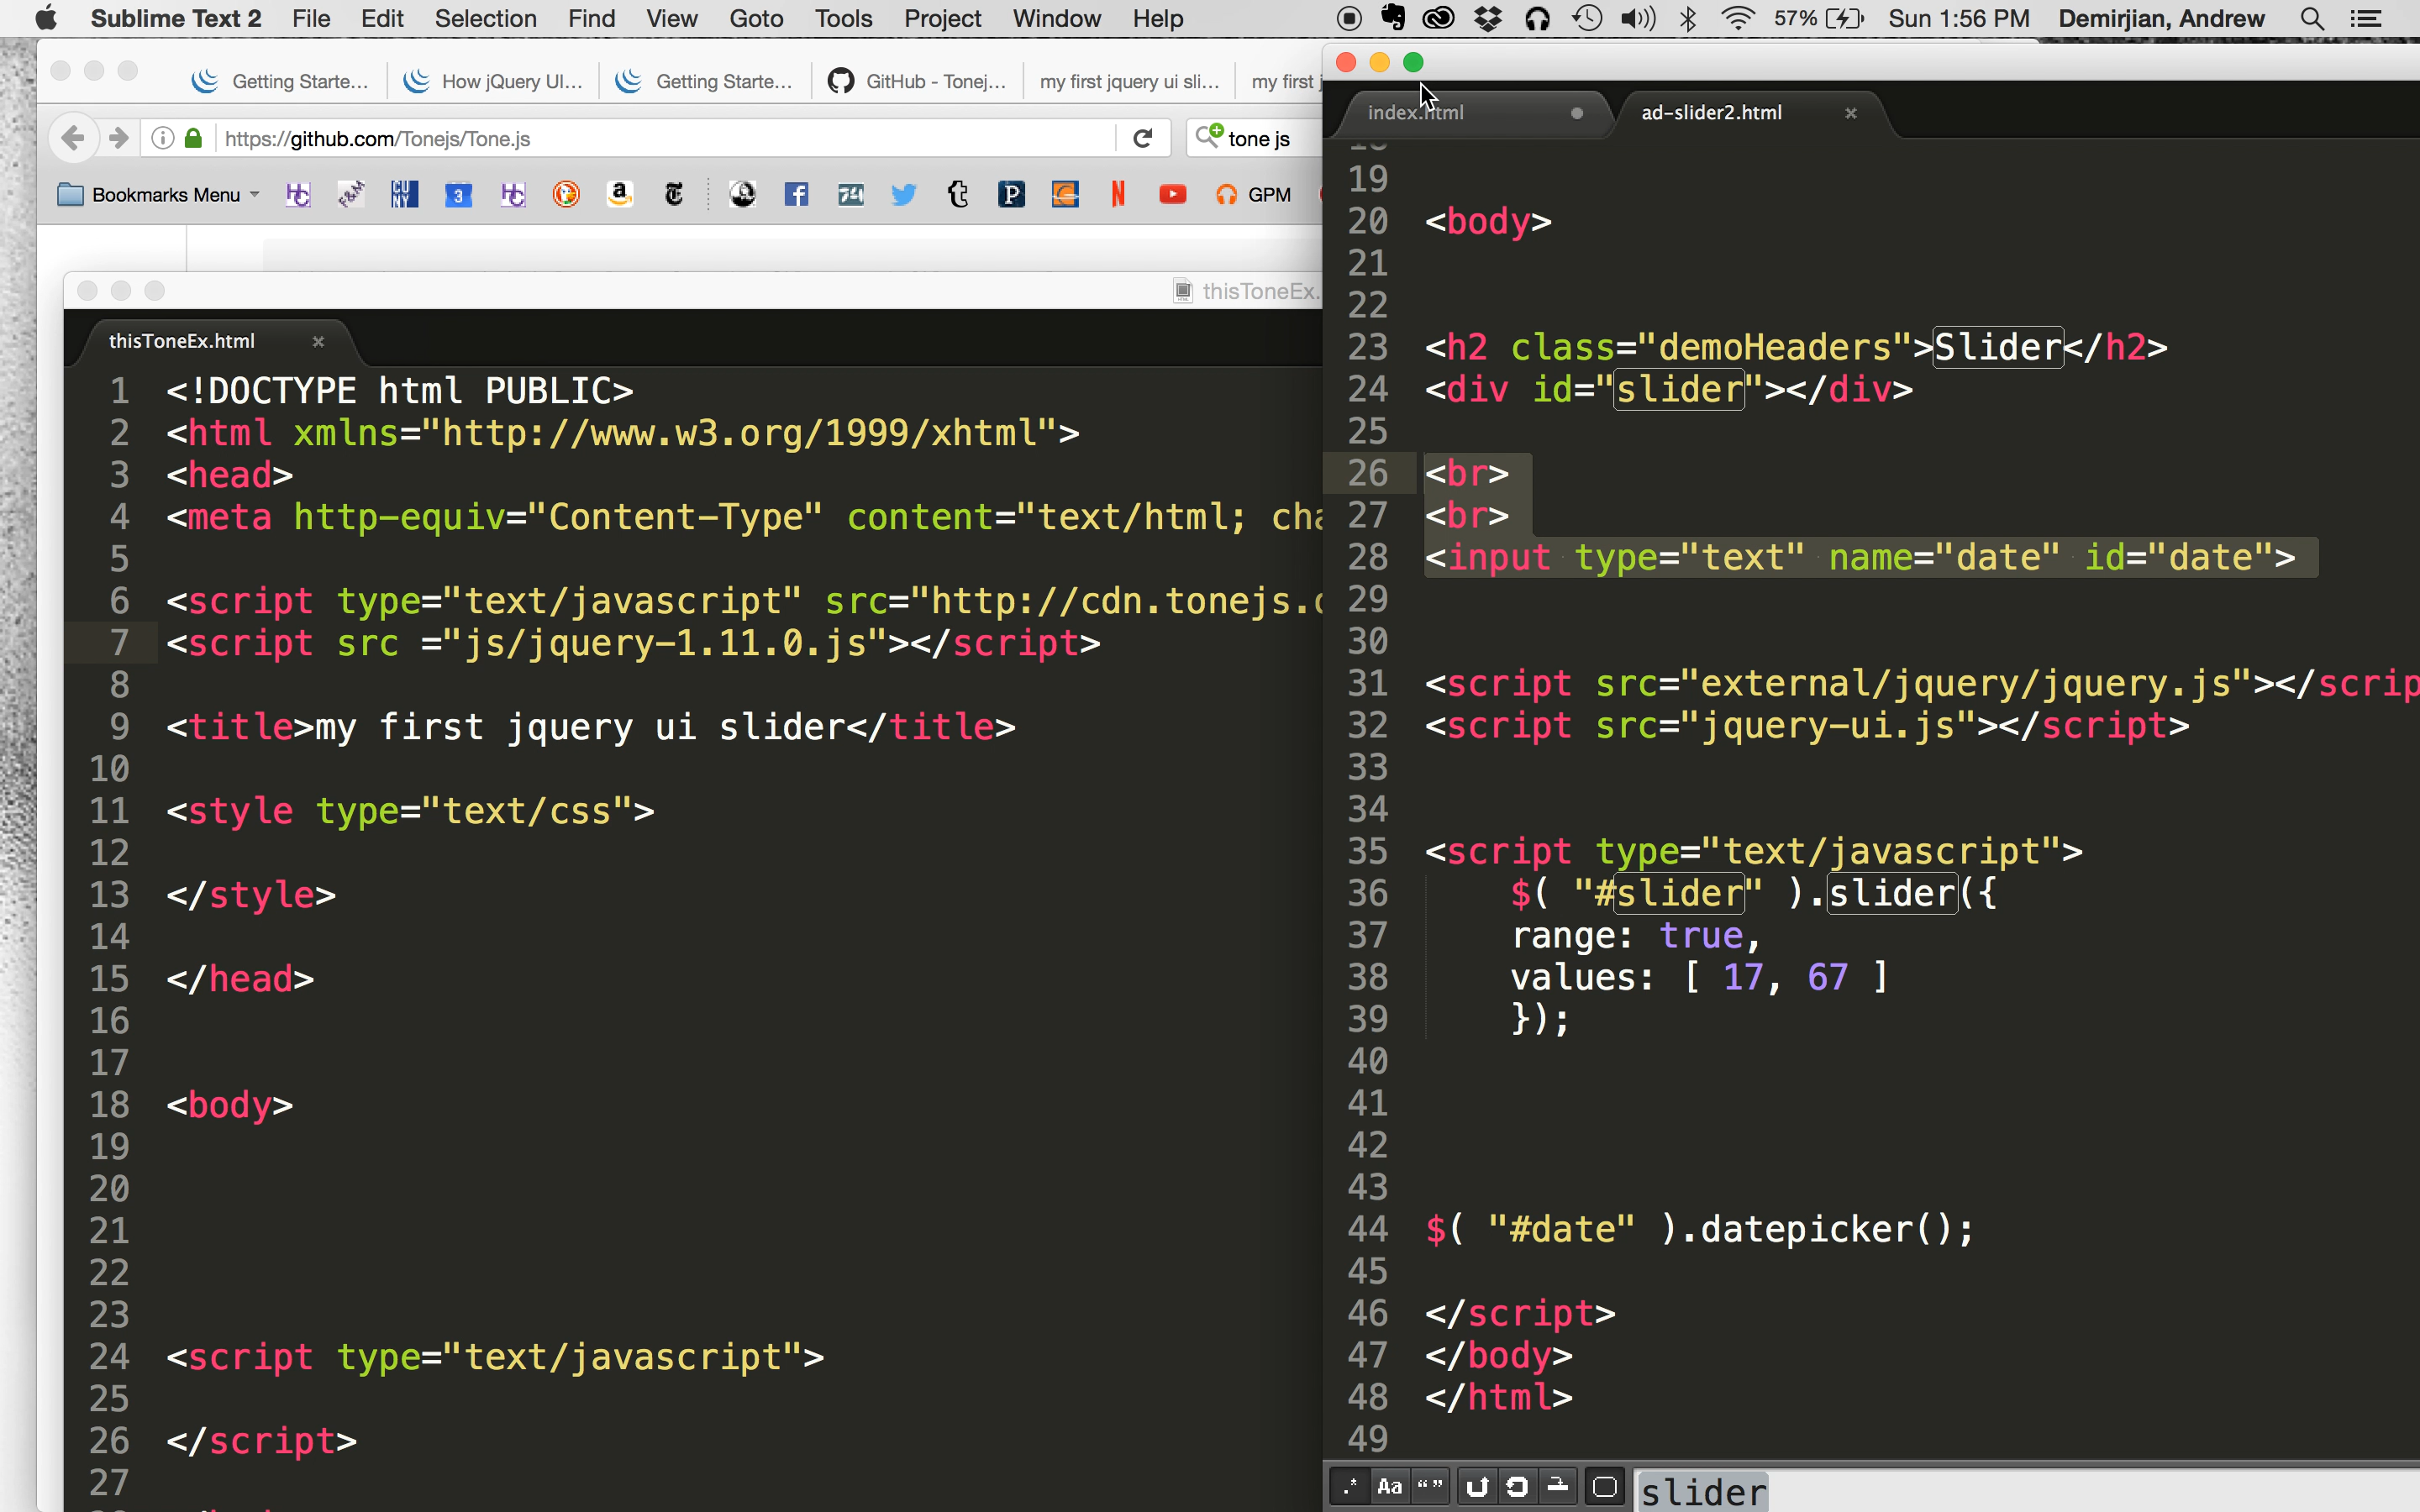 Sublime Text 2 File Edit Selection Find View Goto Tools Project Window Help 57% Sun 1:56 PM Demirjian, Andrew
Getting Starte... How jQuery UI... Getting Starte... GitHub - Tonej... my first jquery ui sli... my first
https://github.com/Tonejs/Tone.js tone js
Bookmarks Menu GPM
thisToneEx.
thisToneEx.html
1 <!DOCTYPE html PUBLIC>
2 <html xmlns="http://www.w3.org/1999/xhtml">
3 <head>
4 <meta http-equiv="Content-Type" content="text/html; cha
5
6 <script type="text/javascript" src="http://cdn.tonejs.
7 <script src ="js/jquery-1.11.0.js"></script>
8
9 <title>my first jquery ui slider</title>
10
11 <style type="text/css">
12
13 </style>
14
15 </head>
16
17
18 <body>
19
20
21
22
23
24 <script type="text/javascript">
25
26 </script>
27
index.html ad-slider2.html
19
20 <body>
21
22
23 <h2 class="demoHeaders">Slider</h2>
24 <div id="slider"></div>
25
26 <br>
27 <br>
28 <input type="text" name="date" id="date">
29
30
31 <script src="external/jquery/jquery.js"></scrip
32 <script src="jquery-ui.js"></script>
33
34
35 <script type="text/javascript">
36 $( "#slider" ).slider({
37 range: true,
38 values: [ 17, 67 ]
39 });
40
41
42
43
44 $( "#date" ).datepicker();
45
46 </script>
47 </body>
48 </html>
49
.* Aa “” slider